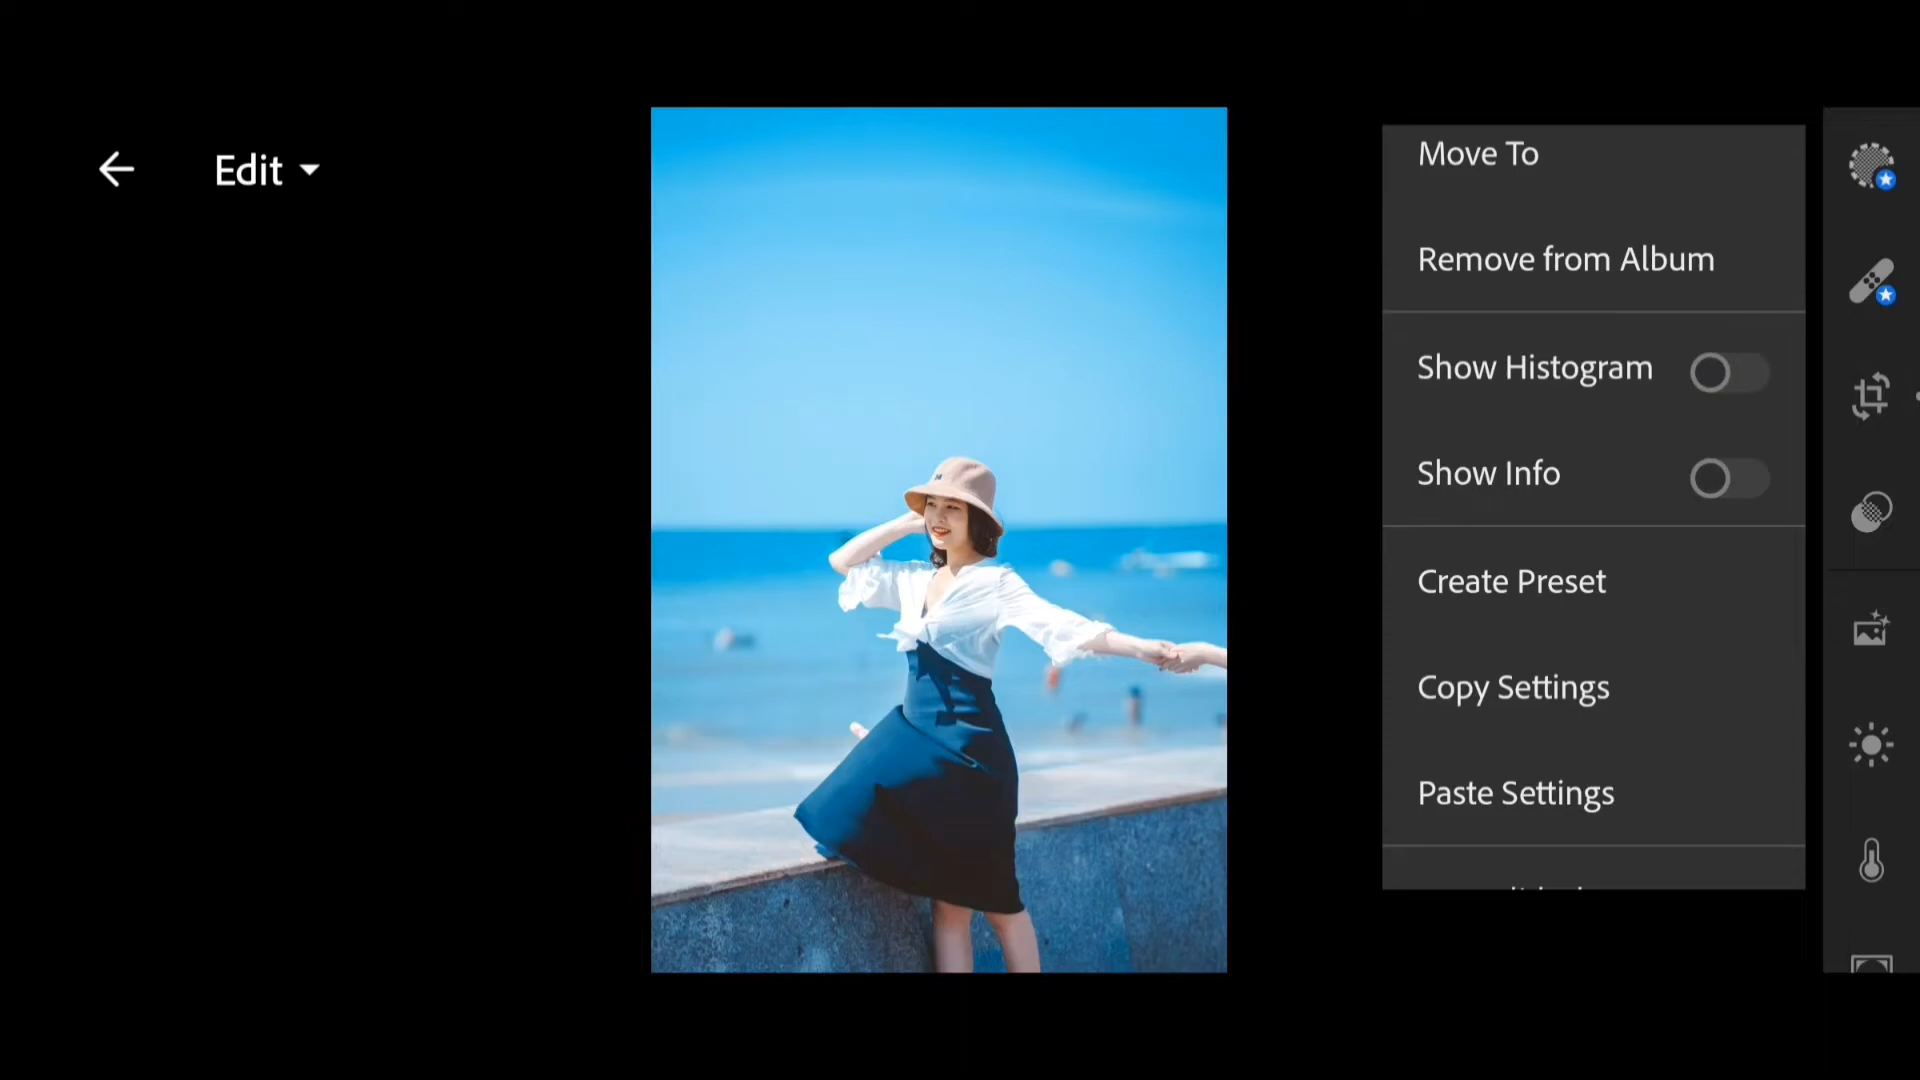 Edit
Move To
Remove from Album
Show Histogram
Show Info
Create Preset
Copy Settings
Paste Settings